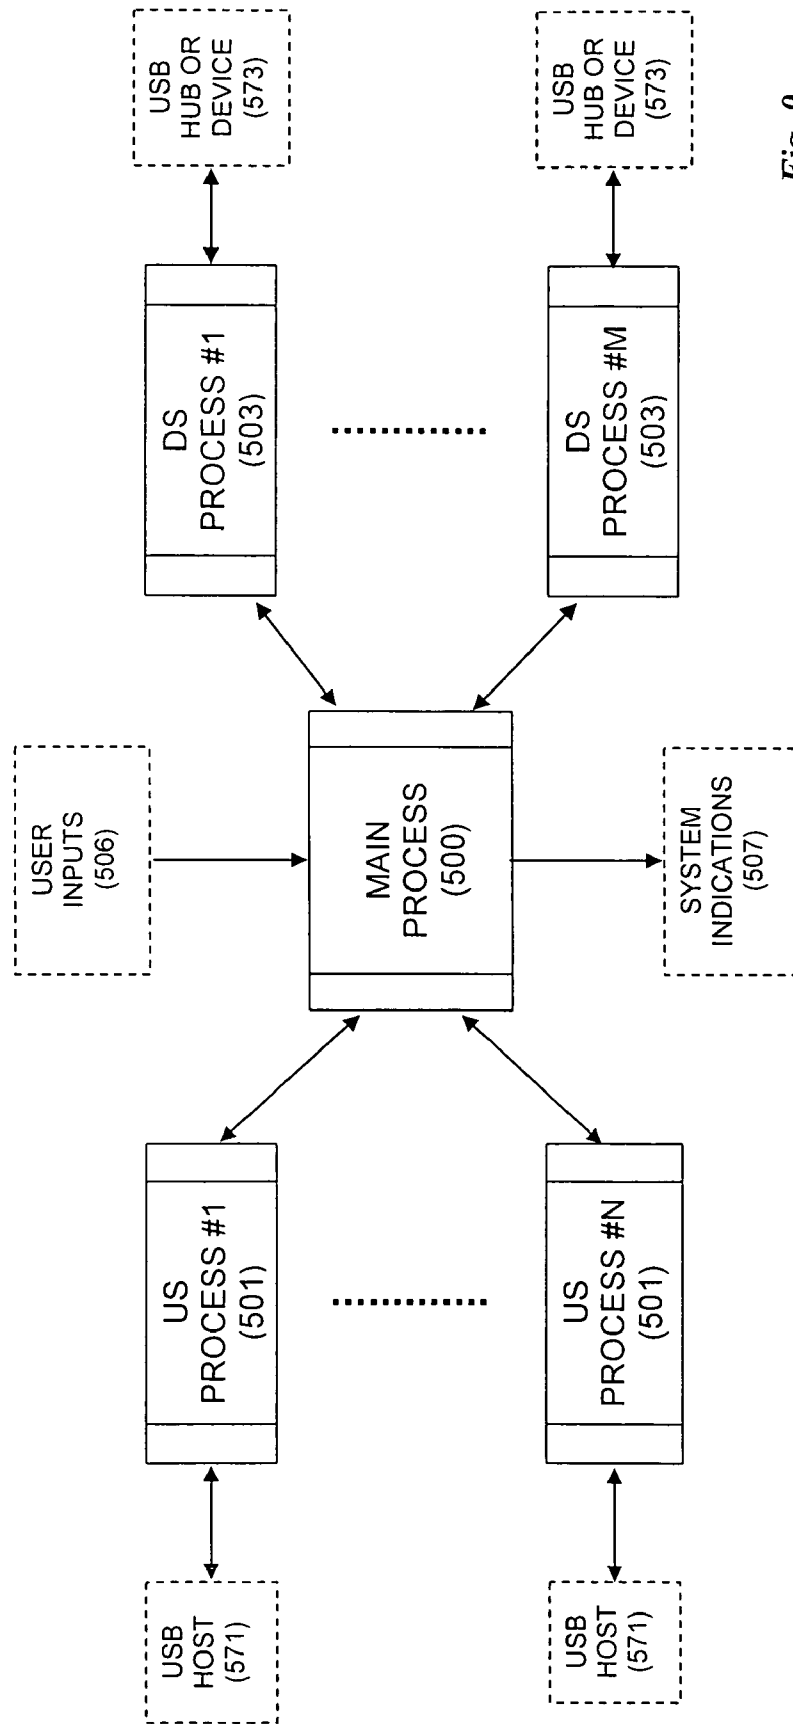 USER
INPUTS
(506)
USB
HOST
(571)
US
PROCESS #1
(501)
DS
PROCESS #1
(503)
USB
HUB OR
DEVICE
(573)
MAIN
PROCESS
(500)
USB
HOST
(571)
US
PROCESS #N
(501)
DS
PROCESS #M
(503)
USB
HUB OR
DEVICE
(573)
SYSTEM
INDICATIONS
(507)
Fig.